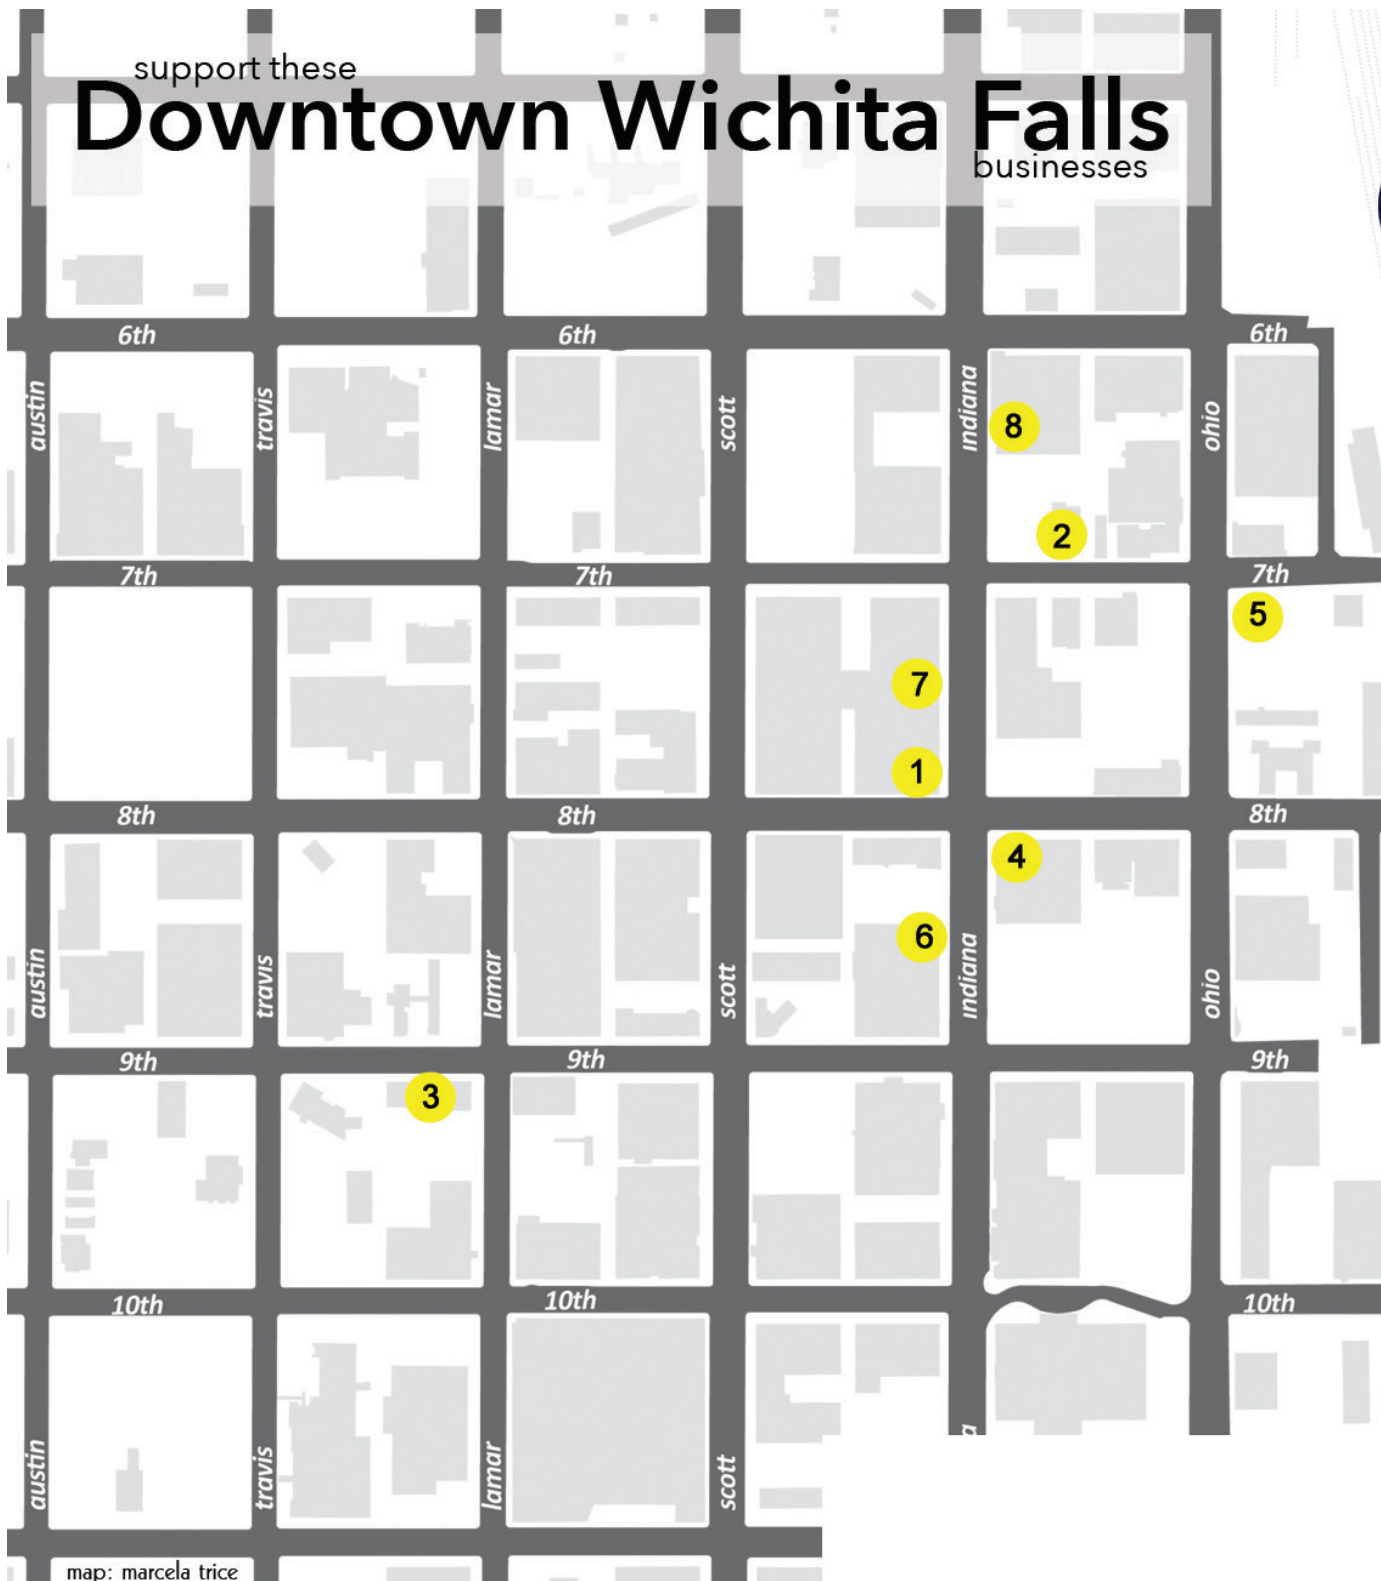 support these
Downtown Wichita Falls
businesses
6th 6th 6th
austin travis lamar scott indiana ohio
8
2
7th 7th 7th
5
7
1
8th 8th 8th
4
6
austin travis lamar scott indiana ohio
9th 9th 9th
3
10th 10th 10th
austin travis lamar scott a
map: marcela trice